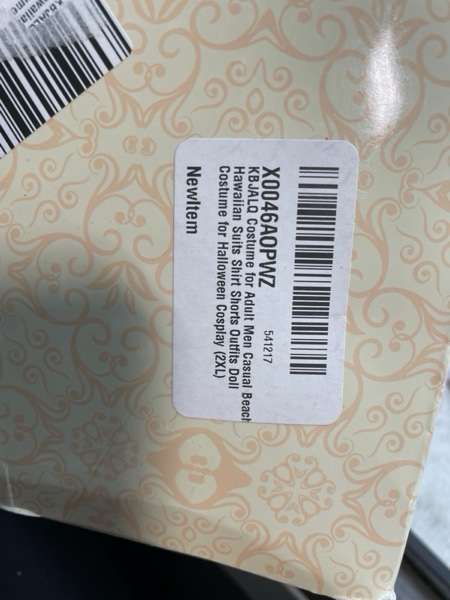 X0046A0PWZ
541217
KBJALQ Costume for Adult Men Casual Beach
Hawaiian Suits Shirt Shorts Outfits Doll
Costume for Halloween Cosplay (2XL)
NewItem